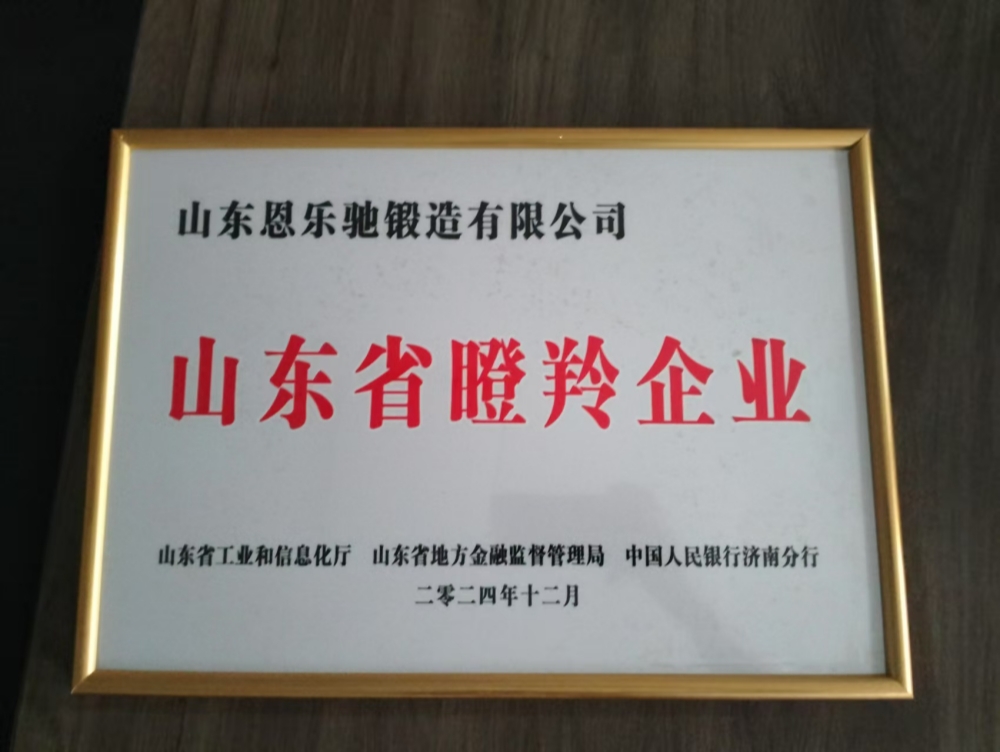 山东恩乐驰锻造有限公司
山东省瞪羚企业
山东省工业和信息化厅 山东省地方金融监督管理局 中国人民银行济南分行
二零二四年十二月